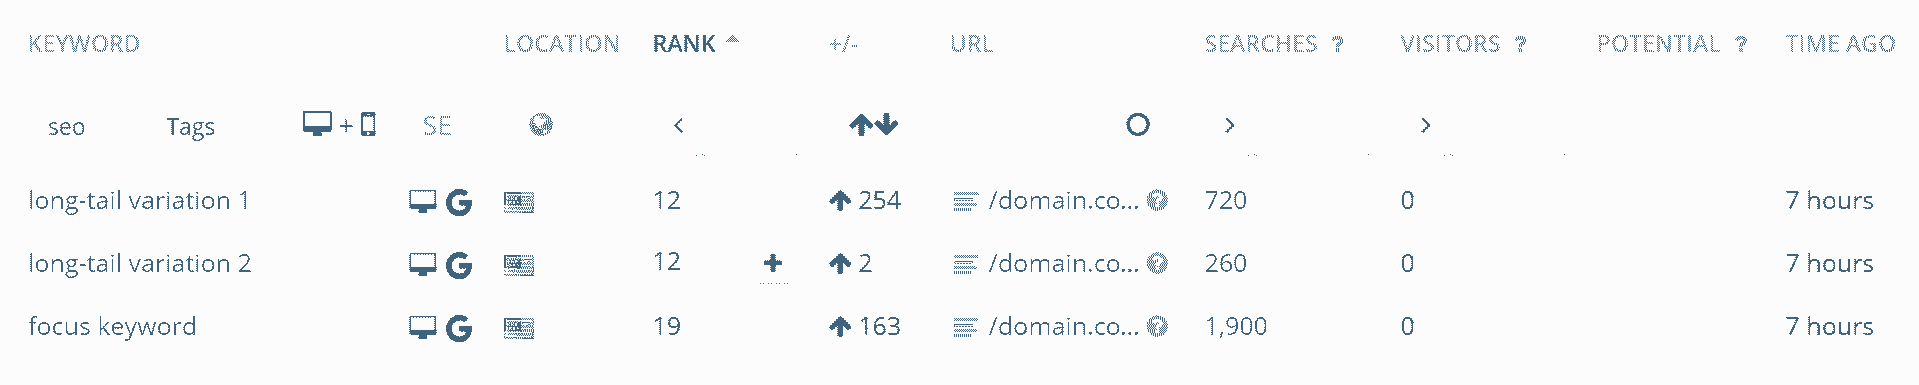 KEYWORD LOCATION RANK +/- URL SEARCHES ? VISITORS ? POTENTIAL ? TIME AGO
seo Tags + SE < > >
long-tail variation 1 G 12 254 /domain.co... ? 720 0 7 hours
long-tail variation 2 G 12 + 2 /domain.co... ? 260 0 7 hours
focus keyword G 19 163 /domain.co... ? 1,900 0 7 hours